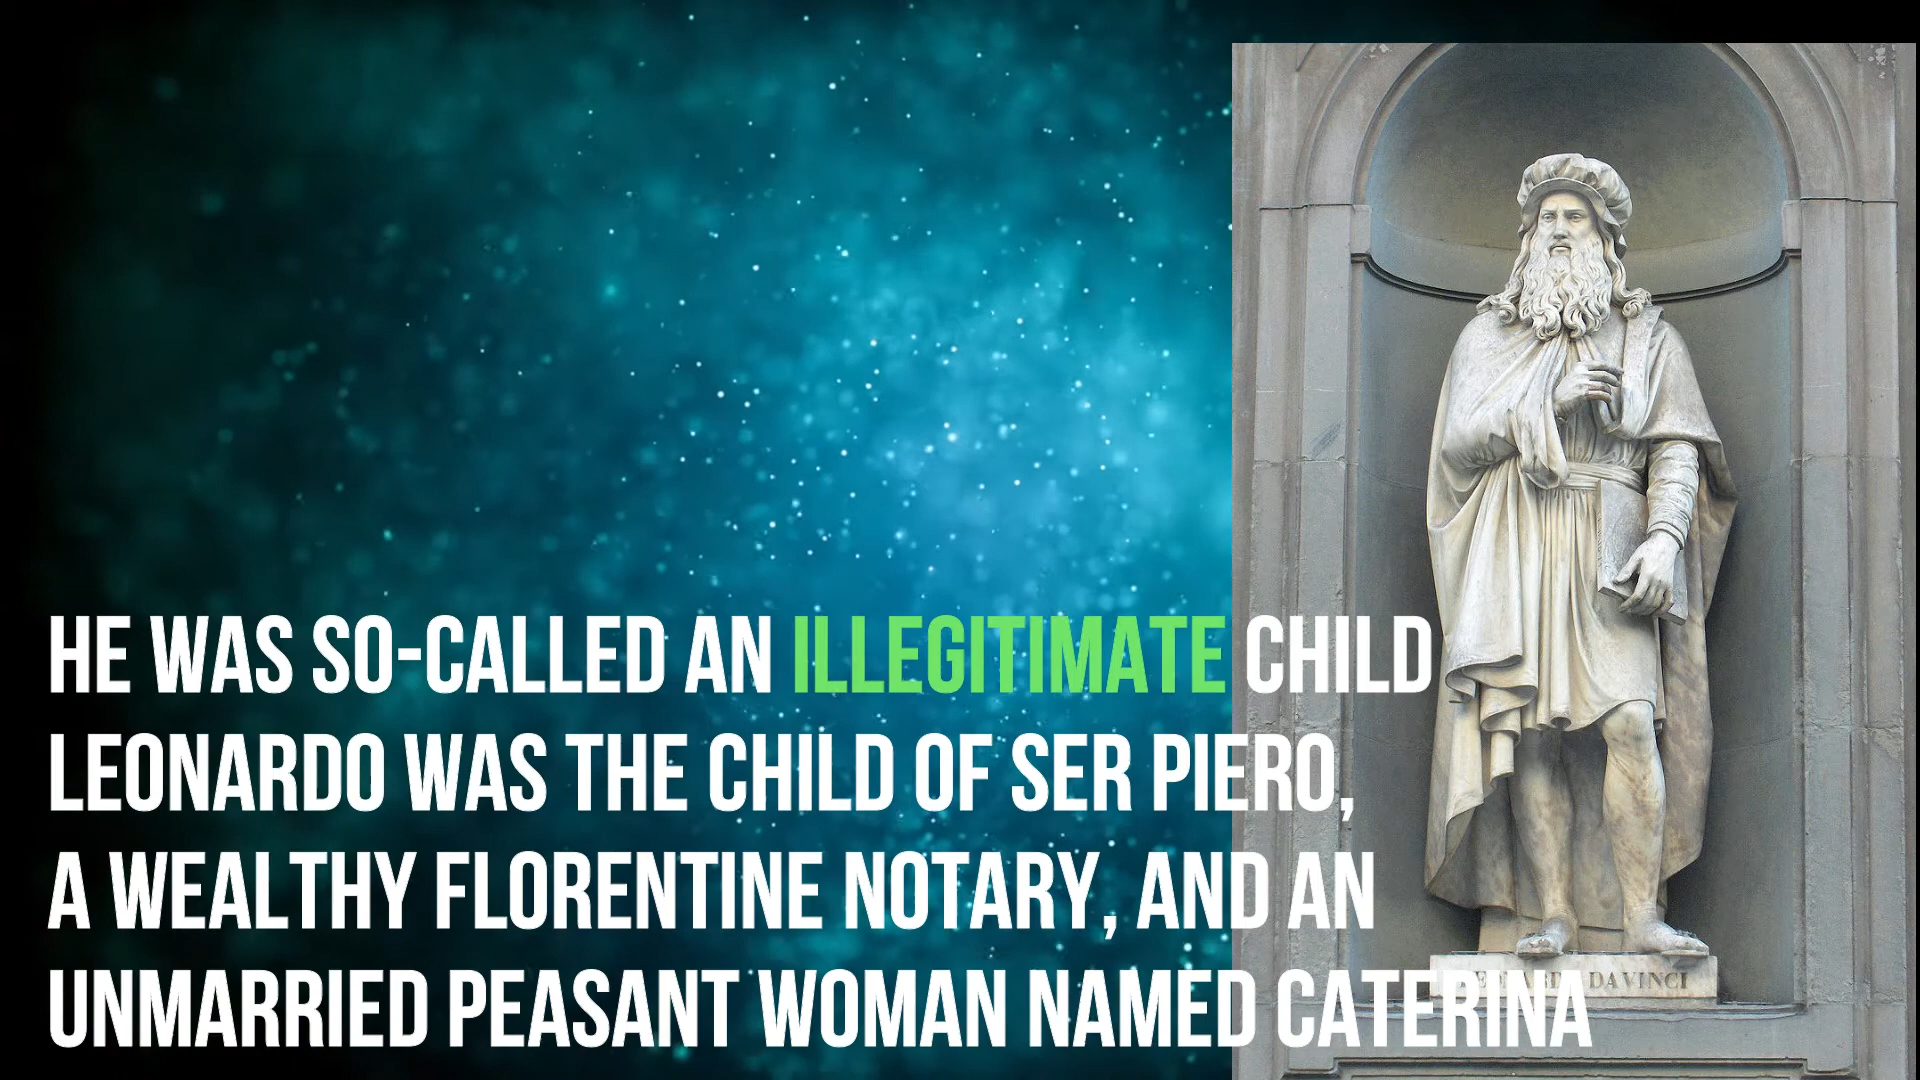 HE WAS SO-CALLED AN ILLEGITIMATE CHILD
LEONARDO WAS THE CHILD OF SER PIERO,
A WEALTHY FLORENTINE NOTARY, AND AN
UNMARRIED PEASANT WOMAN NAMED CATERINA
DA VINCI